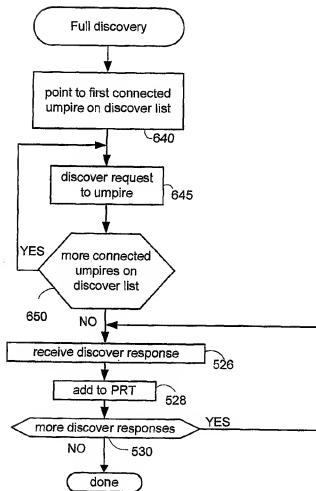 Full discovery
point to first connected
umpire on discover list
640
discover request
to umpire
645
YES
more connected
umpires on
discover list
650
NO
receive discover response
526
add to PRT
528
more discover responses
YES
530
NO
done